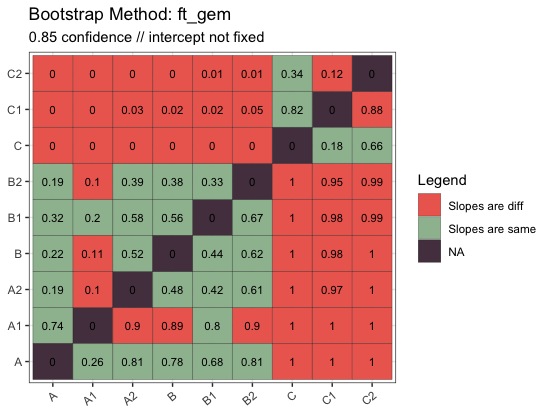 Bootstrap Method: ft_gem
0.85 confidence // intercept not fixed
C2 0 0 0 0 0.01 0.01 0.34 0.12 0
C1 0 0 0.03 0.02 0.02 0.05 0.82 0 0.88
C 0 0 0 0 0 0 0 0.18 0.66
B2 0.19 0.1 0.39 0.38 0.33 0 1 0.95 0.99
B1 0.32 0.2 0.58 0.56 0 0.67 1 0.98 0.99
B 0.22 0.11 0.52 0 0.44 0.62 1 0.98 1
A2 0.19 0.1 0 0.48 0.42 0.61 1 0.97 1
A1 0.74 0 0.9 0.89 0.8 0.9 1 1 1
A 0 0.26 0.81 0.78 0.68 0.81 1 1 1
A A1 A2 B B1 B2 C C1 C2
Legend
Slopes are diff
Slopes are same
NA